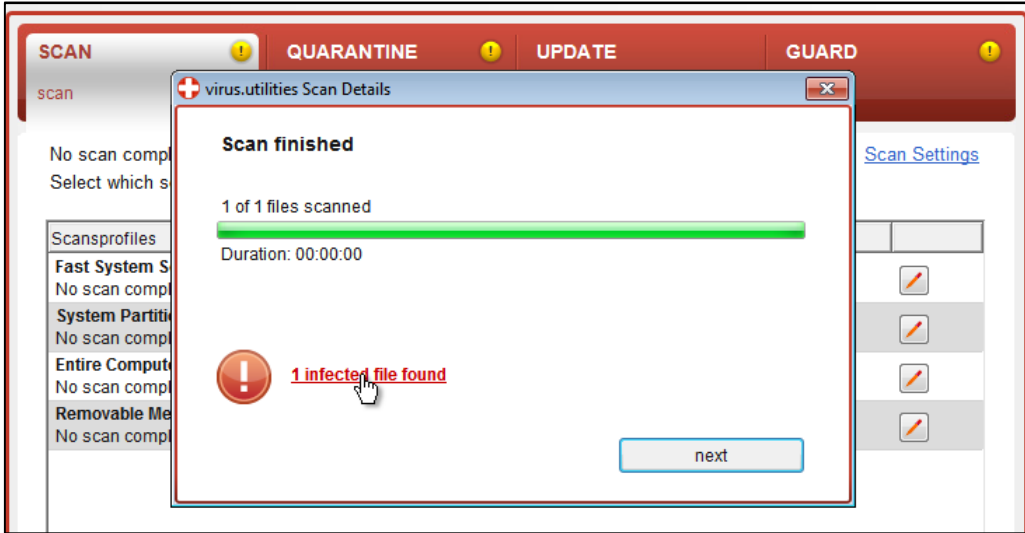 SCAN ! QUARANTINE ! UPDATE GUARD !
scan
virus.utilities Scan Details
Scan finished
No scan comp
Scan Settings
Select which s
1 of 1 files scanned
Scansprofiles
Duration: 00:00:00
Fast System S
No scan compl
System Partiti
No scan compl
Entire Compute
No scan compl
1 infected file found
Removable Me
No scan compl
next